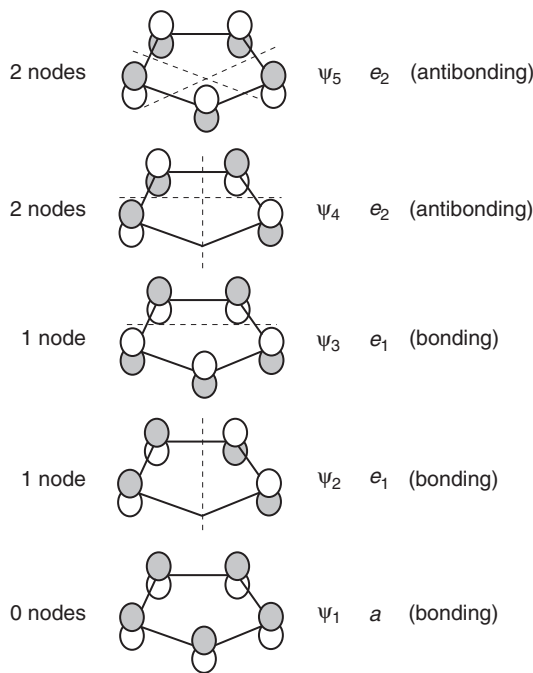 2 nodes ψ5 e2 (antibonding)
2 nodes ψ4 e2 (antibonding)
1 node ψ3 e1 (bonding)
1 node ψ2 e1 (bonding)
0 nodes ψ1 a (bonding)